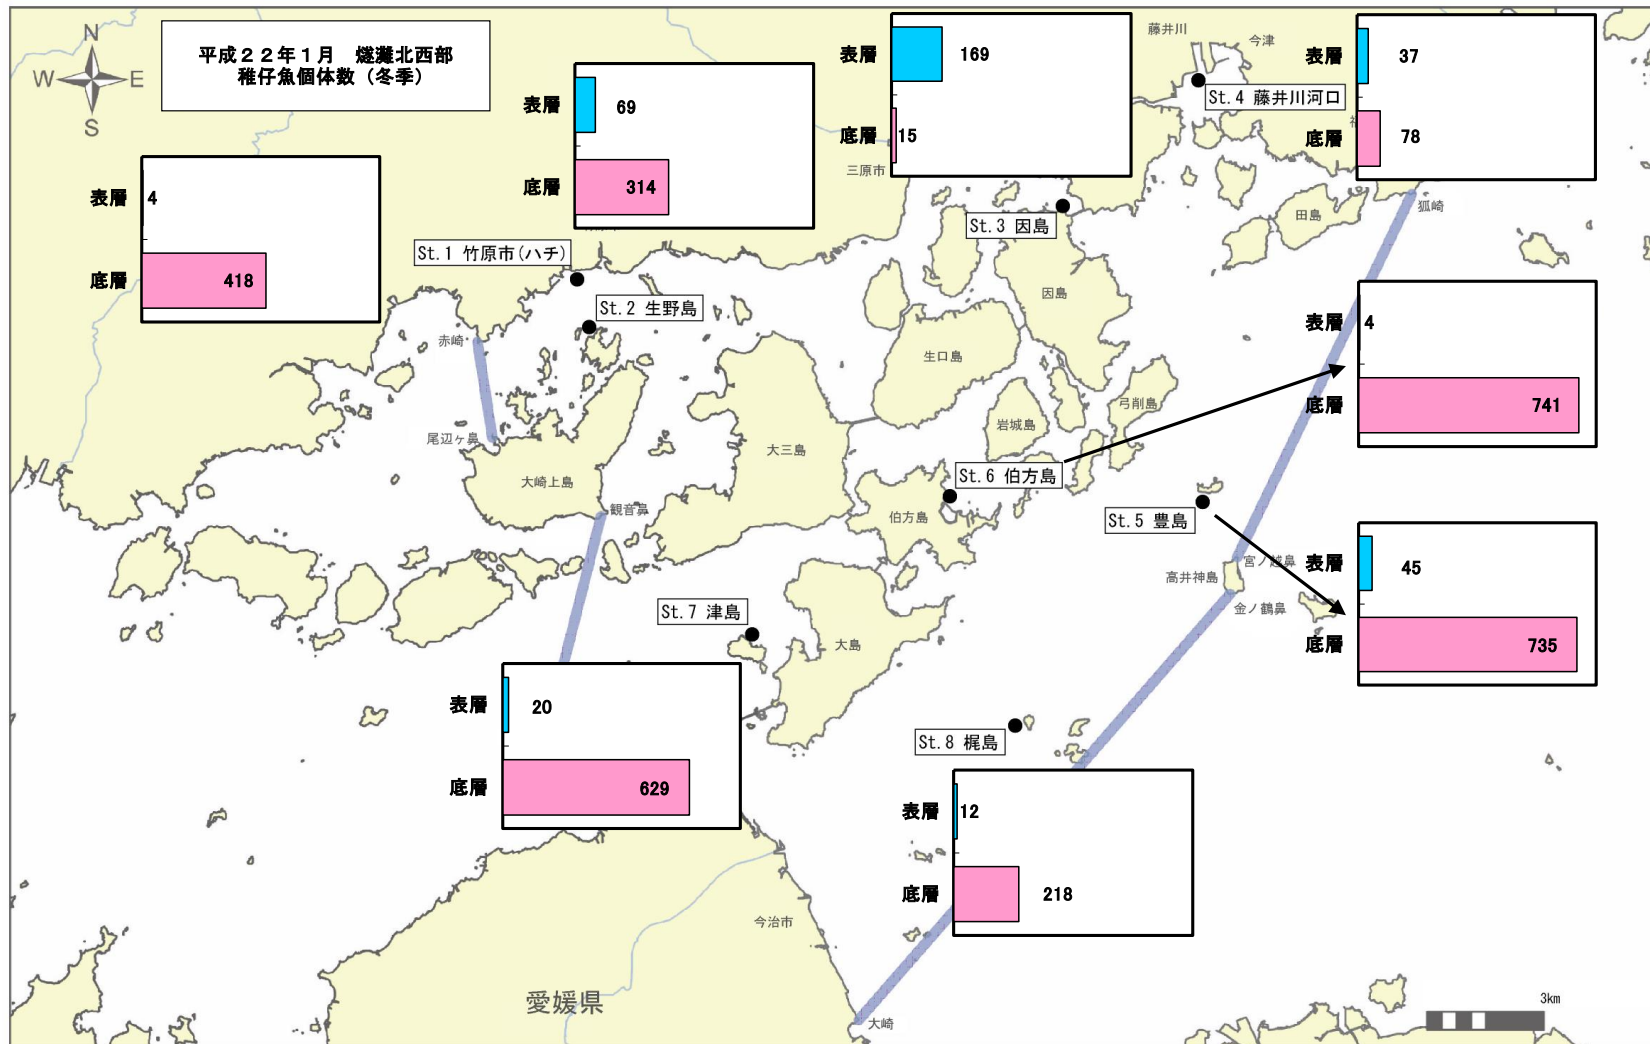 平成２２年１月　燧灘北西部
稚仔魚個体数（冬季）
N
W
E
S
表層
4
底層
418
表層
69
底層
314
表層
169
底層
15
表層
37
底層
78
藤井川
今津
St.4 藤井川河口
三原市
St.3 因島
田島
狐崎
St.1 竹原市(ハチ)
St.2 生野島
赤崎
因島
生口島
表層
4
底層
741
弓削島
岩城島
尾辺ヶ鼻
大三島
大崎上島
観音鼻
St.6 伯方島
伯方島
St.5 豊島
宮ノ越鼻
高井神島
金ノ鶴鼻
表層
45
底層
735
St.7 津島
大島
表層
20
底層
629
St.8 梶島
表層
12
底層
218
今治市
愛媛県
大崎
3km